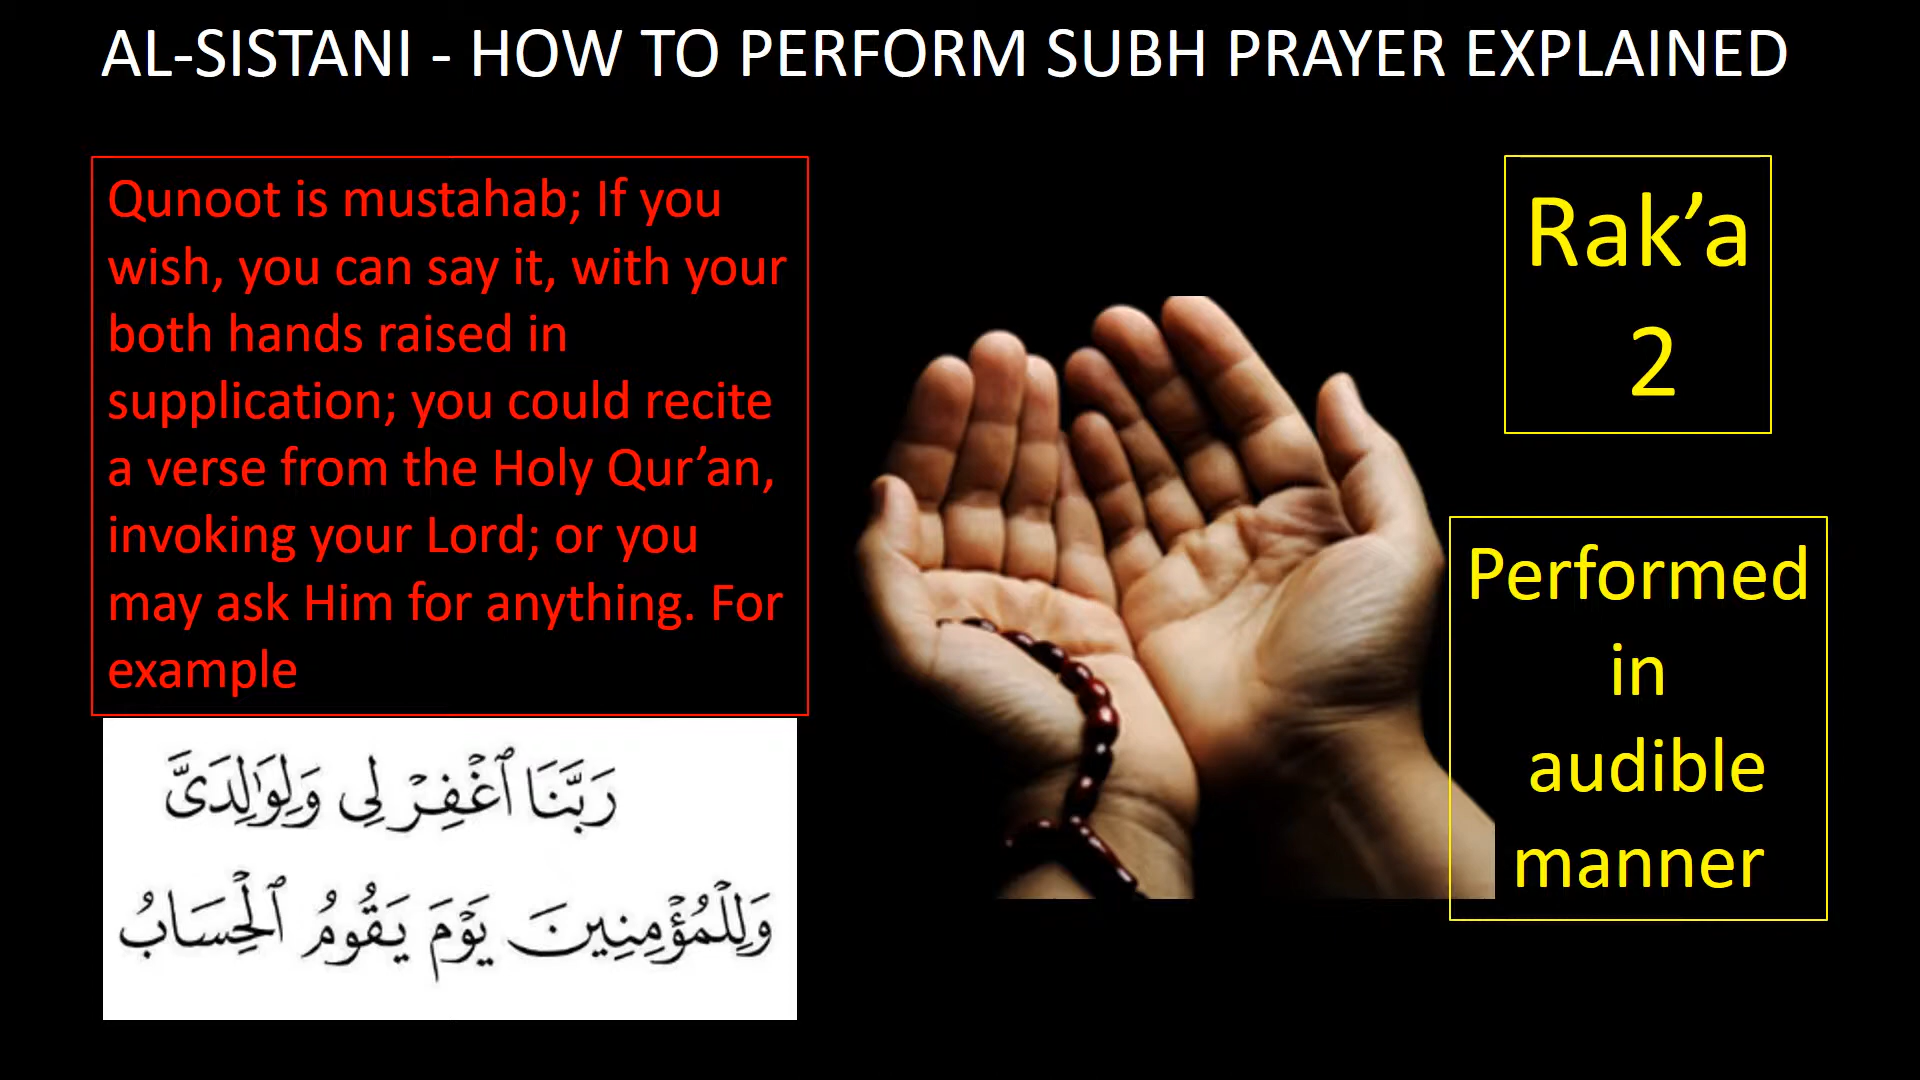 AL-SISTANI - HOW TO PERFORM SUBH PRAYER EXPLAINED
Qunoot is mustahab; If you
wish, you can say it, with your
both hands raised in
supplication; you could recite
a verse from the Holy Qur’an,
invoking your Lord; or you
may ask Him for anything. For
example
رَبَّنَا ٱغْفِرْ لِى وَلِوَٰلِدَىَّ
وَلِلْمُؤْمِنِينَ يَوْمَ يَقُومُ ٱلْحِسَابُ
Rak’a
2
Performed
in
audible
manner